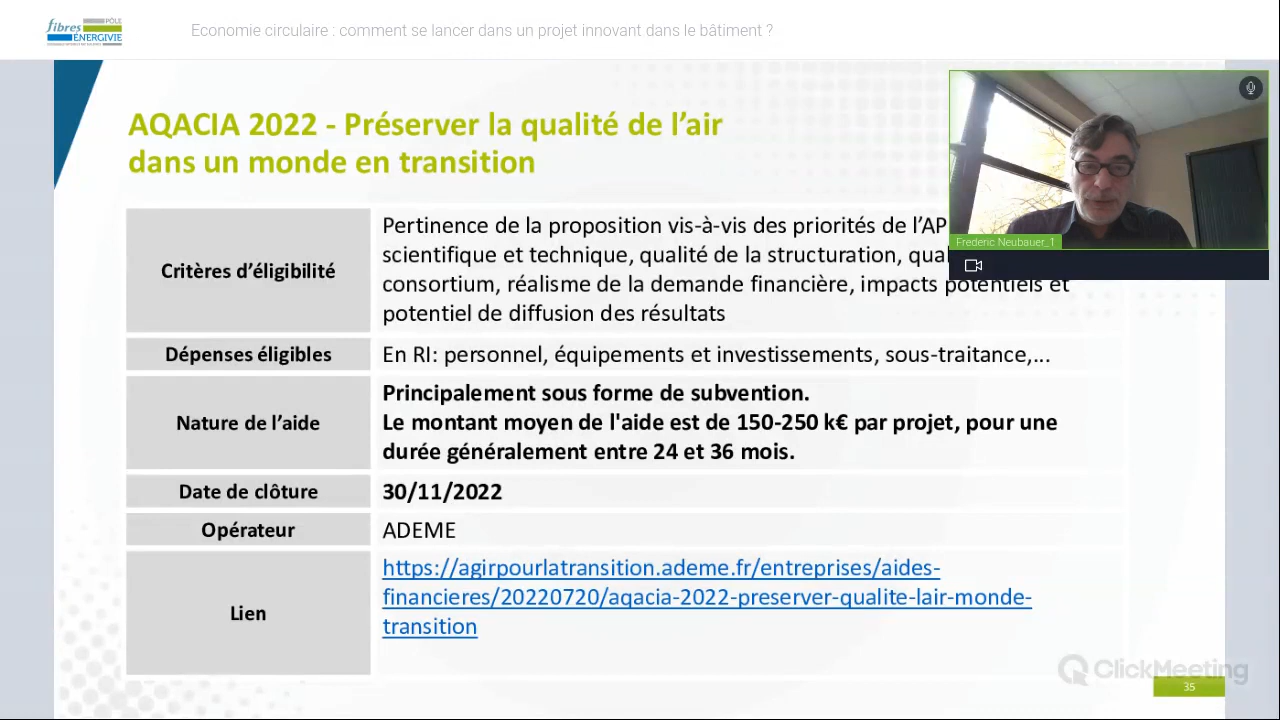 fibres
PÔLE
ÉNERGIVIE
Economie circulaire : comment se lancer dans un projet innovant dans le bâtiment ?
AQACIA 2022 - Préserver la qualité de l’air
dans un monde en transition
Critères d’éligibilité
Pertinence de la proposition vis-à-vis des priorités de l’AP
scientifique et technique, qualité de la structuration,
consortium, réalisme de la demande financière, impacts potentiels et
potentiel de diffusion des résultats
Dépenses éligibles
En RI: personnel, équipements et investissements, sous-traitance,...
Nature de l’aide
Principalement sous forme de subvention.
Le montant moyen de l'aide est de 150-250 k€ par projet, pour une
durée généralement entre 24 et 36 mois.
Date de clôture
30/11/2022
Opérateur
ADEME
Lien
https://agirpourlatransition.ademe.fr/entreprises/aides-
financieres/20220720/aqacia-2022-preserver-qualite-lair-monde-
transition
Frederic Neubauer_1
ClickMeeting
35